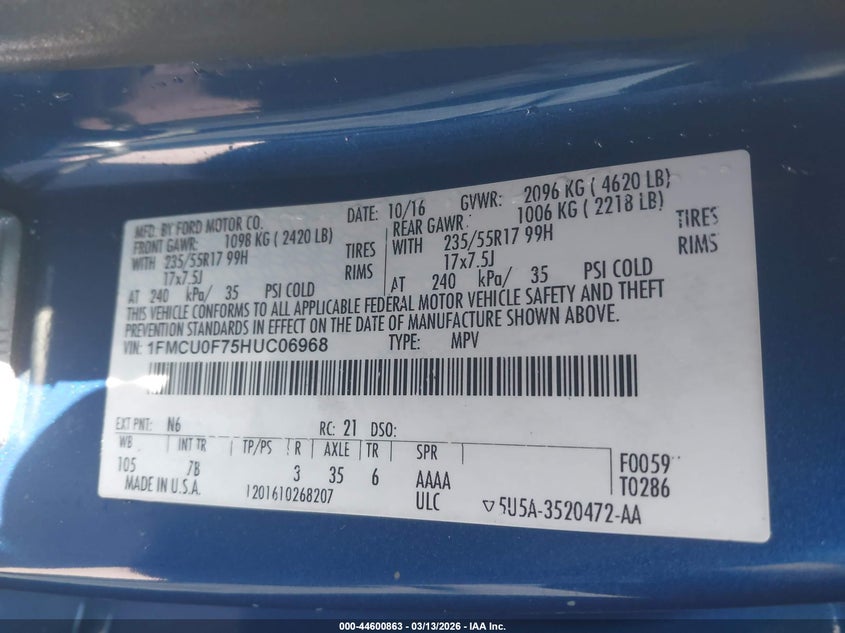 MFD. BY FORD MOTOR CO. DATE: 10/16 GVWR: 2096 KG ( 4620 LB)
FRONT GAWR: 1098 KG ( 2420 LB) REAR GAWR: 1006 KG ( 2218 LB)
WITH 235/55R17 99H TIRES WITH 235/55R17 99H TIRES
17x7.5J RIMS 17x7.5J RIMS
AT 240 kPa/ 35 PSI COLD AT 240 kPa/ 35 PSI COLD
THIS VEHICLE CONFORMS TO ALL APPLICABLE FEDERAL MOTOR VEHICLE SAFETY AND THEFT
PREVENTION STANDARDS IN EFFECT ON THE DATE OF MANUFACTURE SHOWN ABOVE.
VIN: 1FMCU0F75HUC06968 TYPE: MPV
EXT PNT: N6 RC: 21 DSO:
WB INT TR TP/PS R AXLE TR SPR
105 7B 3 35 6 AAAA F0059
MADE IN U.S.A. 1201610268207 ULC T0286
5U5A-3520472-AA
000-44600863 - 03/13/2026 - IAA Inc.